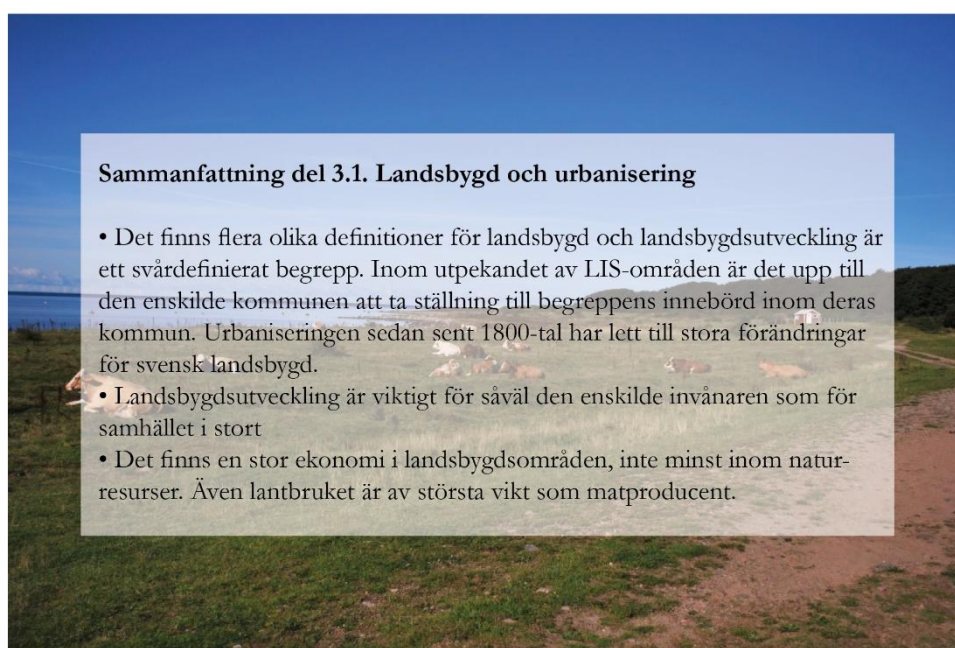 Sammanfattning del 3.1. Landsbygd och urbanisering
• Det finns flera olika definitioner för landsbygd och landsbygdsutveckling är
ett svårdefinierat begrepp. Inom utpekandet av LIS-områden är det upp till
den enskilde kommunen att ta ställning till begreppens innebörd inom deras
kommun. Urbaniseringen sedan sent 1800-tal har lett till stora förändringar
för svensk landsbygd.
• Landsbygdsutveckling är viktigt för såväl den enskilde invånaren som för
samhället i stort
• Det finns en stor ekonomi i landsbygdsområden, inte minst inom natur-
resurser. Även lantbruket är av största vikt som matproducent.